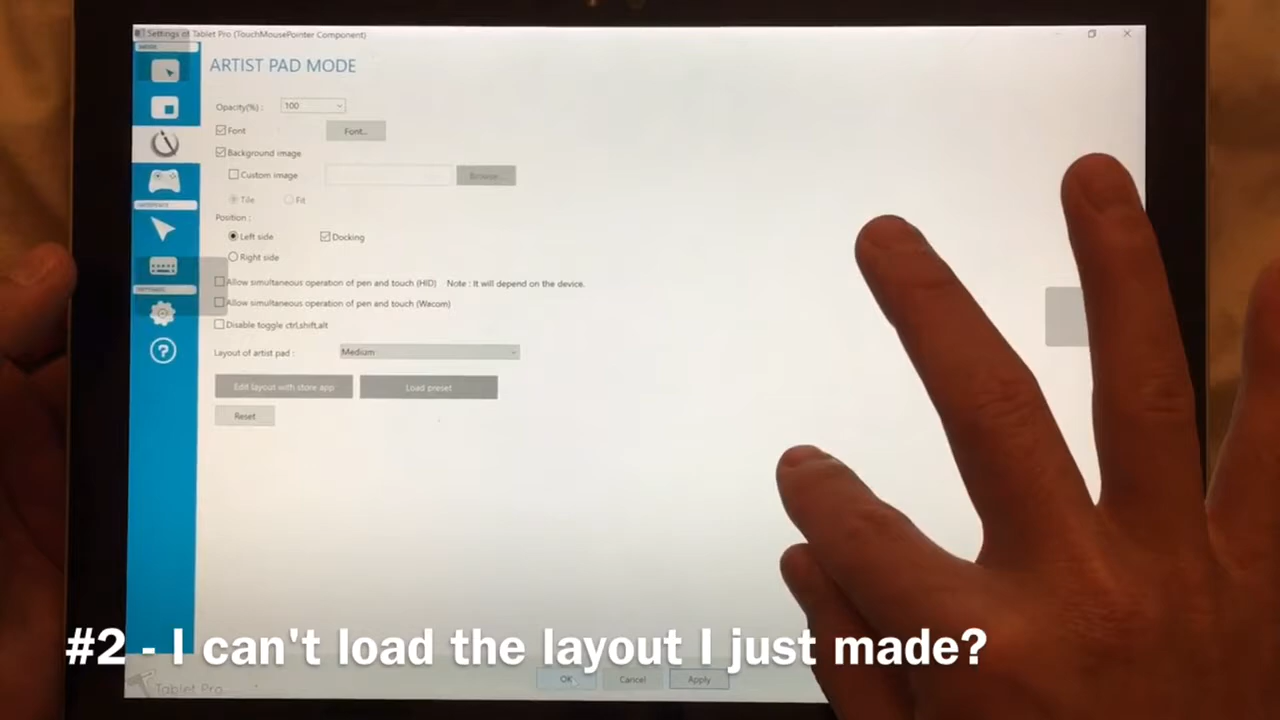 Settings of Tablet Pro (TouchMousePointer Component)
ARTIST PAD MODE
Opacity(%) : 100
Font Font...
Background image
Custom image Browse...
Tile Fit
Position :
Left side Docking
Right side
Allow simultaneous operation of pen and touch (HID) Note : It will depend on the device.
Allow simultaneous operation of pen and touch (Wacom)
Disable toggle ctrl,shift,alt
Layout of artist pad : Medium
Edit layout with store app Load preset
Reset
#2 - I can't load the layout I just made?
OK Cancel Apply
Tablet Pro